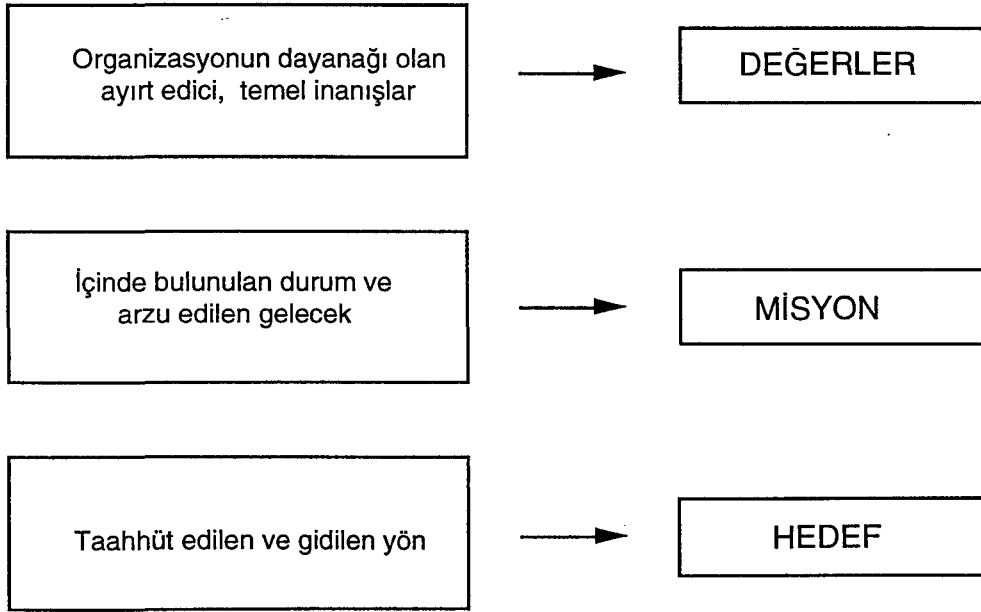 Organizasyonun dayanağı olan
ayırt edici, temel inanışlar
DEĞERLER
İçinde bulunulan durum ve
arzu edilen gelecek
MİSYON
Taahhüt edilen ve gidilen yön
HEDEF